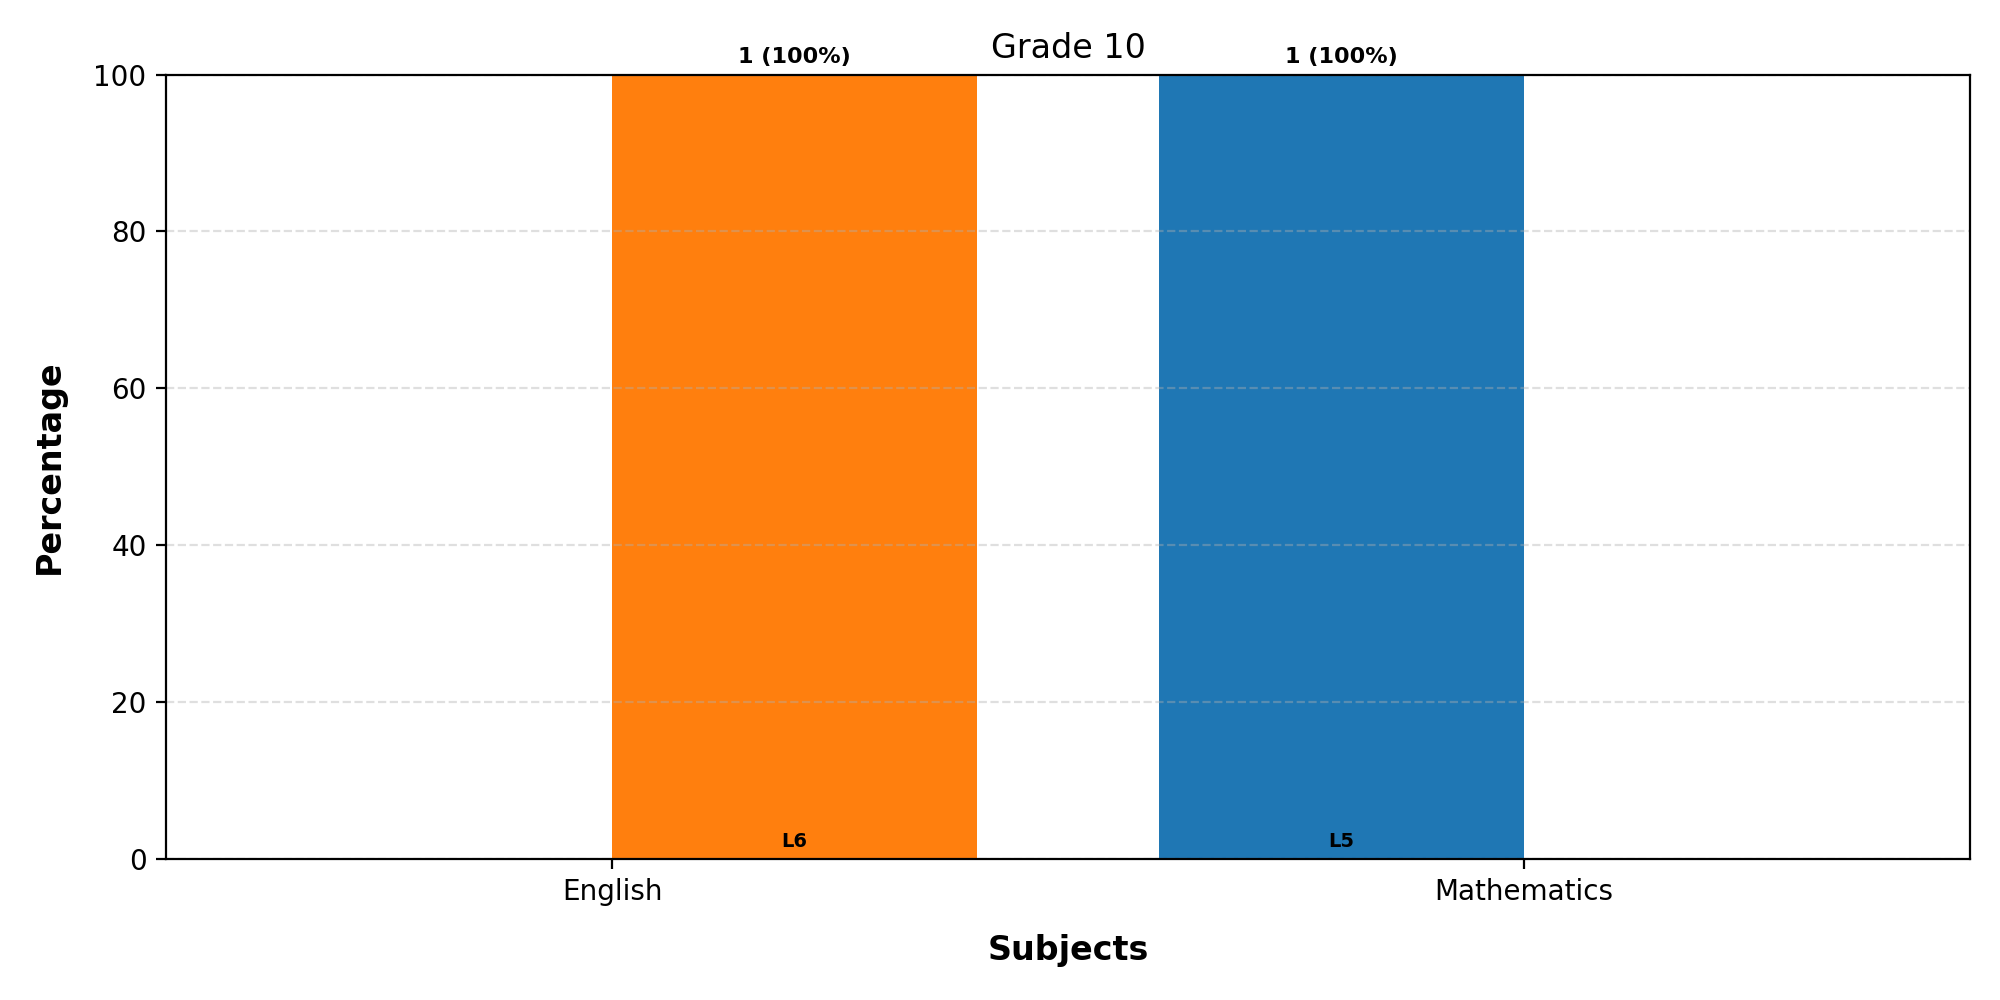 Grade 10
1 (100%)
1 (100%)
100
80
60
40
20
0
Percentage
L6
L5
English
Mathematics
Subjects